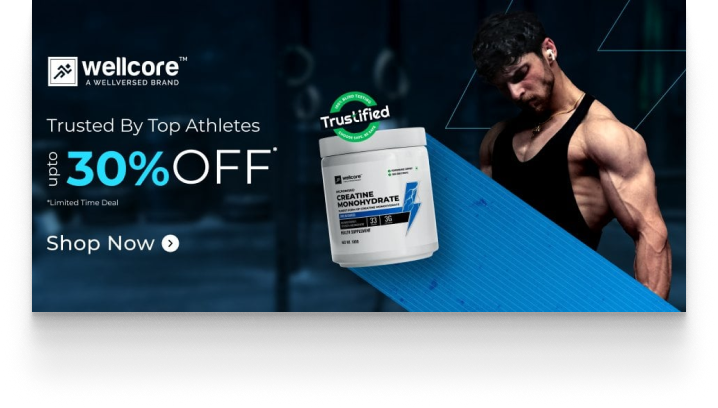 wellcore™
A WELLVERSED BRAND
Trusted By Top Athletes
upto 30% OFF*
*Limited Time Deal
Shop Now
Trustified
wellcore
CREATINE
MONOHYDRATE
33
3G